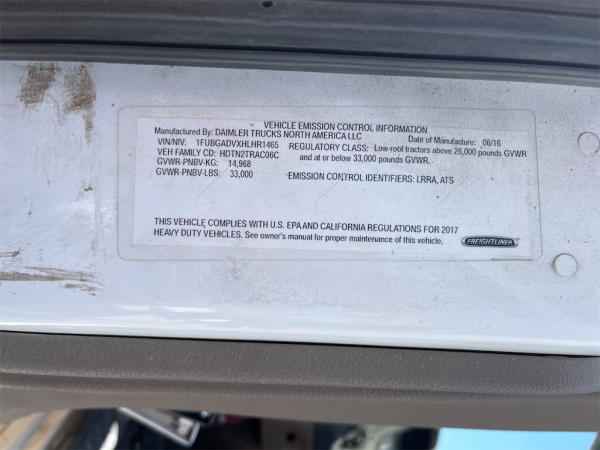 VEHICLE EMISSION CONTROL INFORMATION
Manufactured By: DAIMLER TRUCKS NORTH AMERICA LLC Date of Manufacture: 06/16
VIN/NIV: 1FUBGADVXHLHR1465 REGULATORY CLASS: Low-roof tractors above 26,000 pounds GVWR
VEH FAMILY CD: HDTN2TRAC06C and at or below 33,000 pounds GVWR.
GVWR-PNBV-KG: 14,968
GVWR-PNBV-LBS: 33,000 EMISSION CONTROL IDENTIFIERS: LRRA, ATS
THIS VEHICLE COMPLIES WITH U.S. EPA AND CALIFORNIA REGULATIONS FOR 2017
HEAVY DUTY VEHICLES. See owner's manual for proper maintenance of this vehicle.
FREIGHTLINER